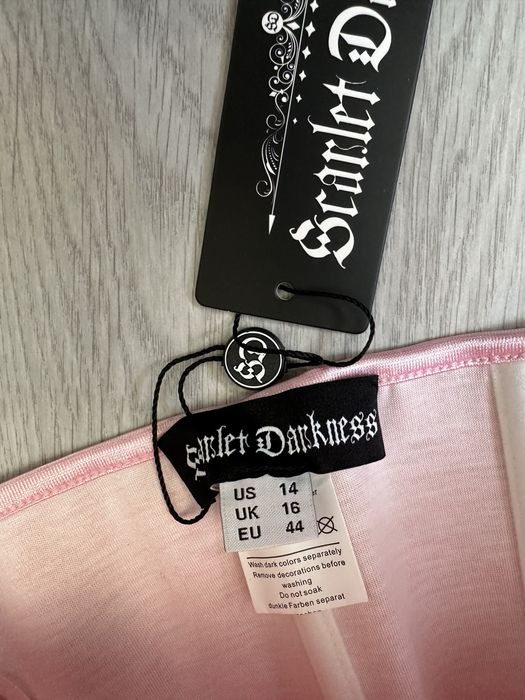 Scarlet D
Scarlet Darkness
US 14
UK 16
EU 44
Wash dark colors separately
Remove decorations before
washing
Do not soak
dunkle Farben separat